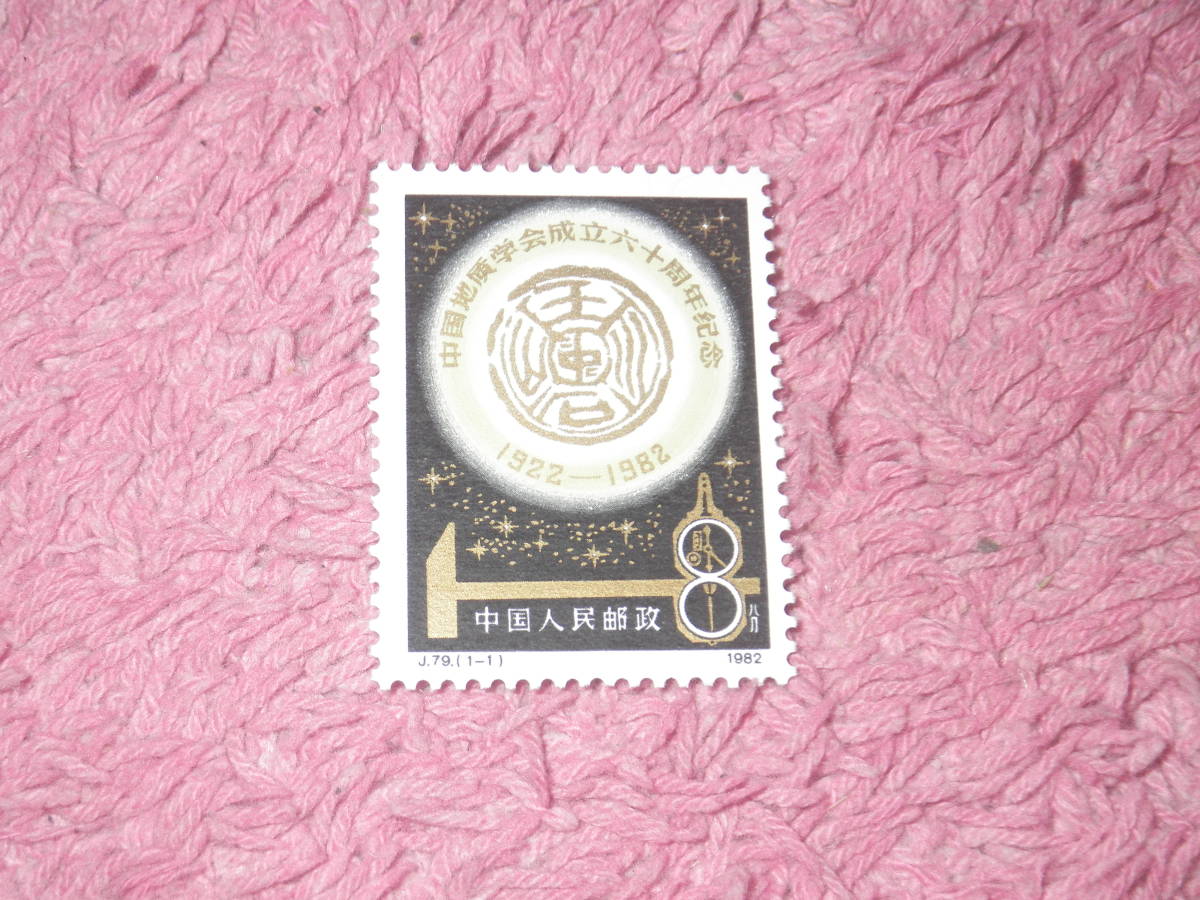 中国地质学会成立六十周年纪念
1922—1982
8
八分
中国人民邮政
J.79.(1-1)
1982